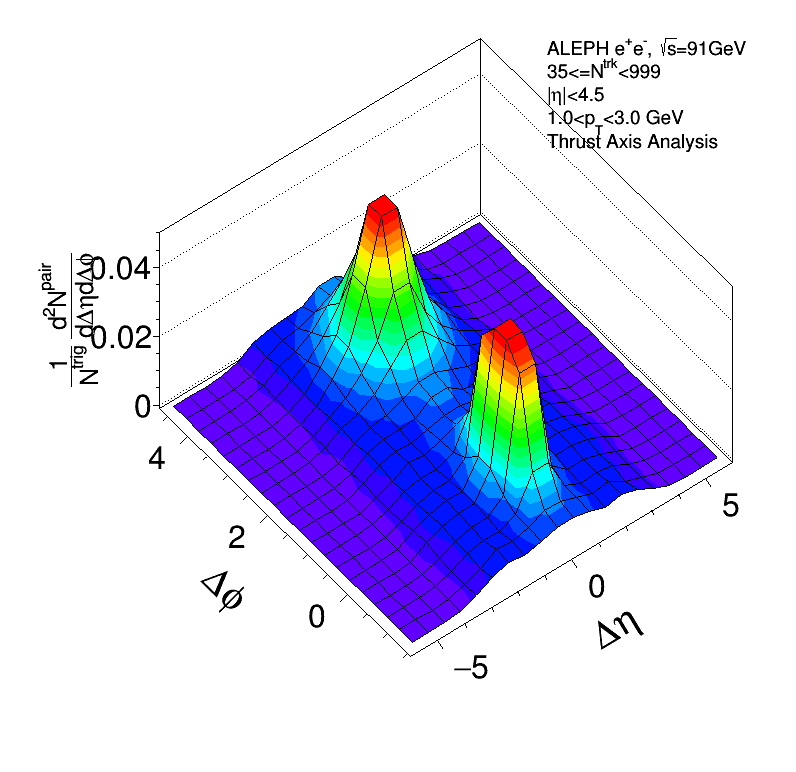 ALEPH e⁺e⁻, √s=91GeV
35<=Nᵗʳᵏ<999
|η|<4.5
1.0<p_T<3.0 GeV
Thrust Axis Analysis
1/N^trig d²N^pair/dΔηdΔϕ
0.04
0.02
0
4
2
0
Δϕ
−5
0
5
Δη